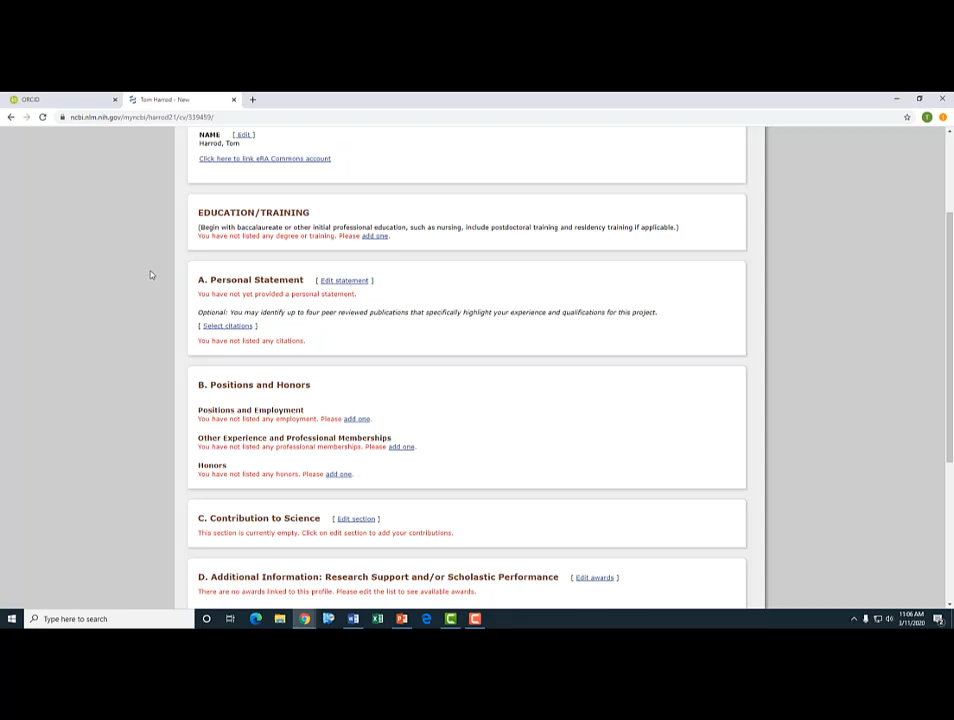 ORCID
Tom Harrod - New
ncbi.nlm.nih.gov/myncbi/harrod21/cv/319459/
NAME [ Edit ]
Harrod, Tom
Click here to link eRA Commons account
EDUCATION/TRAINING
(Begin with baccalaureate or other initial professional education, such as nursing, include postdoctoral training and residency training if applicable.)
You have not listed any degree or training. Please add one.
A. Personal Statement [ Edit statement ]
You have not yet provided a personal statement.
Optional: You may identify up to four peer reviewed publications that specifically highlight your experience and qualifications for this project.
[ Select citations ]
You have not listed any citations.
B. Positions and Honors
Positions and Employment
You have not listed any employment. Please add one.
Other Experience and Professional Memberships
You have not listed any professional memberships. Please add one.
Honors
You have not listed any honors. Please add one.
C. Contribution to Science [ Edit section ]
This section is currently empty. Click on edit section to add your contributions.
D. Additional Information: Research Support and/or Scholastic Performance [ Edit awards ]
There are no awards linked to this profile. Please edit the list to see available awards.
Type here to search
11:06 AM
3/11/2020